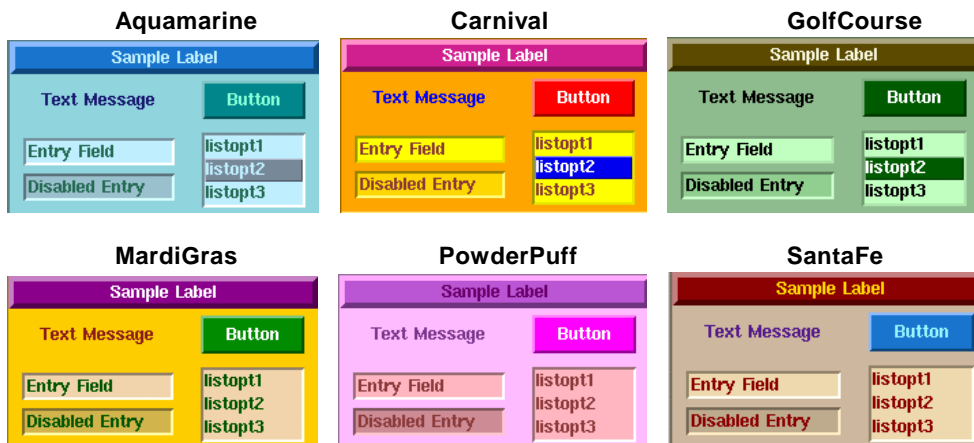 Aquamarine
Sample Label
Text Message
Button
Entry Field
Disabled Entry
listopt1
listopt2
listopt3
Carnival
Sample Label
Text Message
Button
Entry Field
Disabled Entry
listopt1
listopt2
listopt3
GolfCourse
Sample Label
Text Message
Button
Entry Field
Disabled Entry
listopt1
listopt2
listopt3
MardiGras
Sample Label
Text Message
Button
Entry Field
Disabled Entry
listopt1
listopt2
listopt3
PowderPuff
Sample Label
Text Message
Button
Entry Field
Disabled Entry
listopt1
listopt2
listopt3
SantaFe
Sample Label
Text Message
Button
Entry Field
Disabled Entry
listopt1
listopt2
listopt3